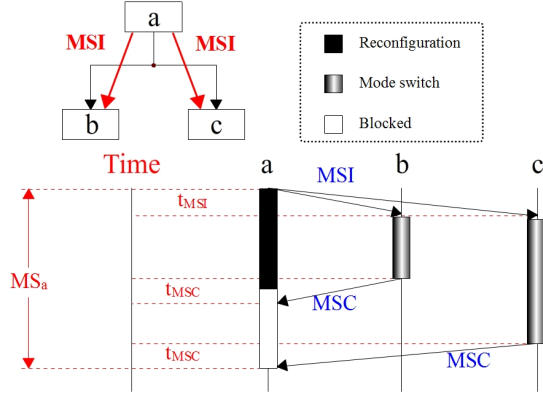 a
MSI MSI
b c
Reconfiguration
Mode switch
Blocked
Time a b c
MSI
tMSI
MSa
tMSC
MSC
tMSC
MSC